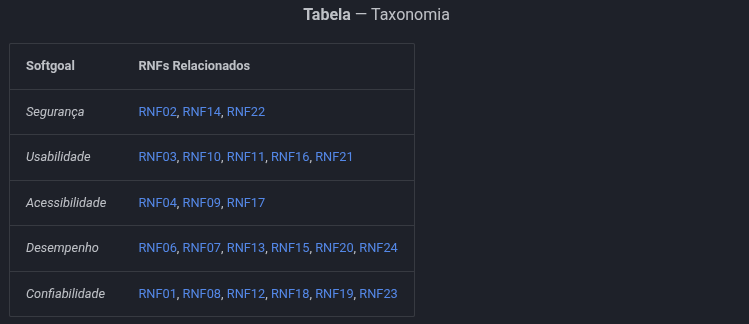 Tabela — Taxonomia
Softgoal RNFs Relacionados
Segurança RNF02, RNF14, RNF22
Usabilidade RNF03, RNF10, RNF11, RNF16, RNF21
Acessibilidade RNF04, RNF09, RNF17
Desempenho RNF06, RNF07, RNF13, RNF15, RNF20, RNF24
Confiabilidade RNF01, RNF08, RNF12, RNF18, RNF19, RNF23